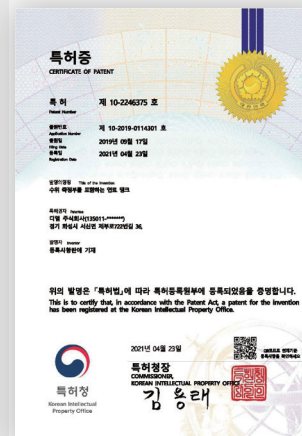 특허증
CERTIFICATE OF PATENT
특 허 제 10-2246375 호
Patent Number
출원번호 제 10-2019-0114301 호
Application Number
출원일 2019년 09월 17일
Filing Date
등록일 2021년 04월 23일
Registration Date
발명의명칭 Title of the Invention
수위 측정부를 포함하는 연료 탱크
특허권자 Patentee
디엘 주식회사(135011-*******)
경기 화성시 서신면 제부로722번길 36,
발명자 Inventor
등록사항란에 기재
위의 발명은 「특허법」에 따라 특허등록원부에 등록되었음을 증명합니다.
This is to certify that, in accordance with the Patent Act, a patent for the invention
has been registered at the Korean Intellectual Property Office.
특허청
Korean Intellectual
Property Office
2021년 04월 23일
특허청장
COMMISSIONER,
KOREAN INTELLECTUAL PROPERTY OFFICE
김용래